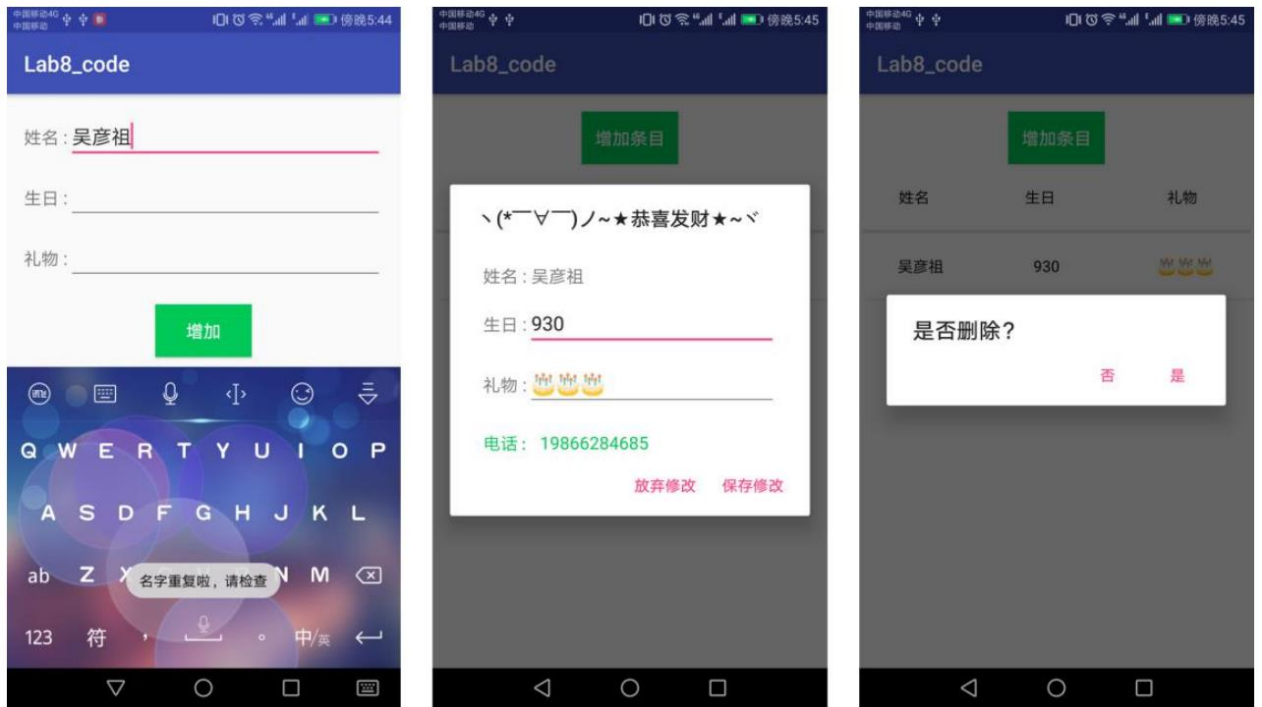 中国移动4G
中国移动
傍晚5:44
Lab8_code
姓名 : 吴彦祖
生日 :
礼物 :
增加
Q W E R T Y U I O P
A S D F G H J K L
ab Z X N M
名字重复啦，请检查
123 符 ， 。 中/英
中国移动4G
中国移动
傍晚5:45
Lab8_code
增加条目
ヽ(*￣∀￣)ノ~★恭喜发财★~ヾ
姓名 : 吴彦祖
生日 : 930
礼物 : 🎂🎂🎂
电话 : 19866284685
放弃修改 保存修改
中国移动4G
中国移动
傍晚5:45
Lab8_code
增加条目
姓名 生日 礼物
吴彦祖 930 🎂🎂🎂
是否删除？
否 是